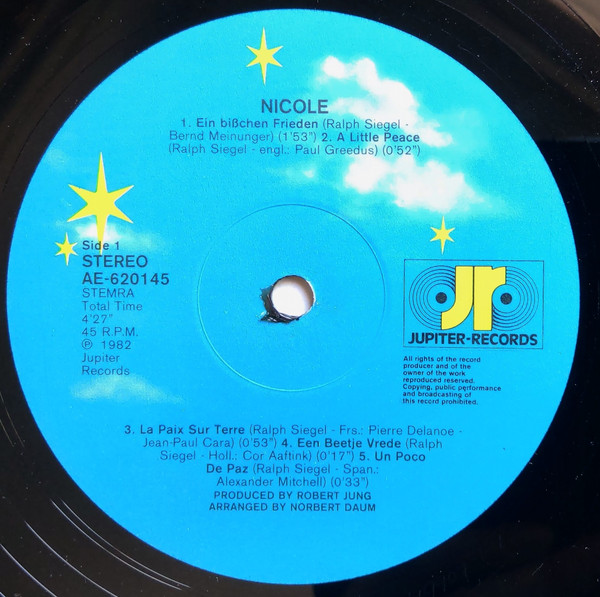 NICOLE
1. Ein bißchen Frieden (Ralph Siegel -
Bernd Meinunger) (1'53") 2. A Little Peace
(Ralph Siegel - engl.: Paul Greedus) (0'52")
Side 1
STEREO
AE-620145
STEMRA
Total Time
4'27"
45 R.P.M.
℗ 1982
Jupiter
Records
jr
JUPITER-RECORDS
All rights of the record
producer and of the
owner of the work
reproduced reserved.
Copying, public performance
and broadcasting of
this record prohibited.
3. La Paix Sur Terre (Ralph Siegel - Frs.: Pierre Delanoe -
Jean-Paul Cara) (0'53") 4. Een Beetje Vrede (Ralph
Siegel - Holl.: Cor Aaftink) (0'17") 5. Un Poco
De Paz (Ralph Siegel - Span.:
Alexander Mitchell) (0'33")
PRODUCED BY ROBERT JUNG
ARRANGED BY NORBERT DAUM